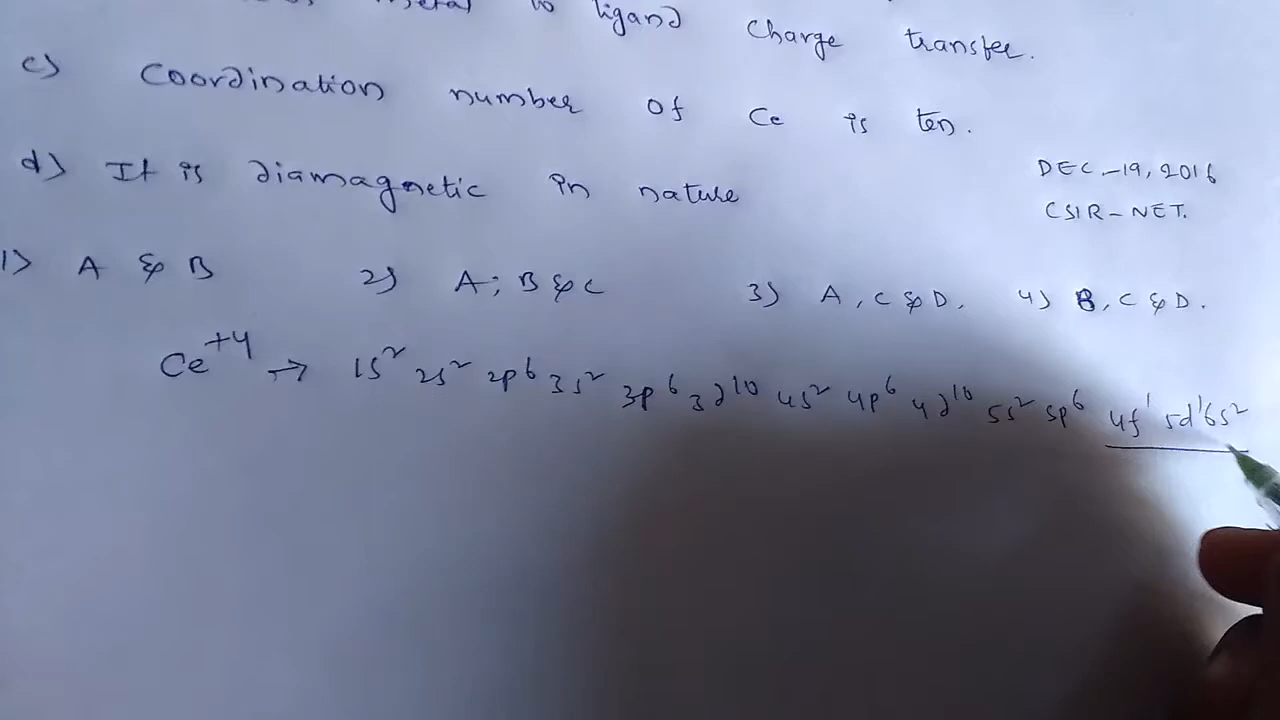 metal to ligand charge transfer.
c) Coordination number of Ce is ten.
d) It is diamagnetic in nature
DEC-19, 2016
CSIR-NET.
1) A & B 2) A; B & C 3) A, C & D. 4) B, C & D.
Ce⁺⁴ → 1s² 2s² 2p⁶ 3s² 3p⁶ 3d¹⁰ 4s² 4p⁶ 4d¹⁰ 5s² 5p⁶ 4f¹ 5d¹ 6s²